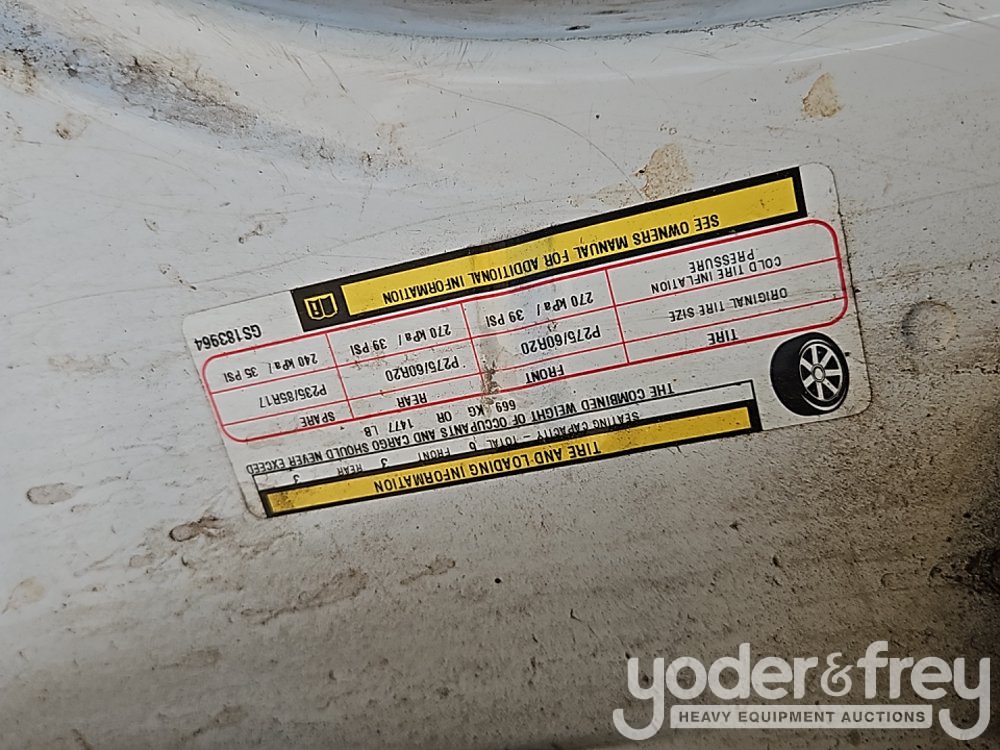 TIRE AND LOADING INFORMATION
SEATING CAPACITY - TOTAL 6 FRONT 3 REAR 3
THE COMBINED WEIGHT OF OCCUPANTS AND CARGO SHOULD NEVER EXCEED
669 KG OR 1477 LB
TIRE FRONT REAR SPARE
ORIGINAL TIRE SIZE P275/60R20 P275/60R20 P235/85R17
COLD TIRE INFLATION
PRESSURE 270 kPa / 39 PSI 270 kPa / 39 PSI 240 kPa / 35 PSI
SEE OWNERS MANUAL FOR ADDITIONAL INFORMATION
GS183964
yoder&frey
HEAVY EQUIPMENT AUCTIONS